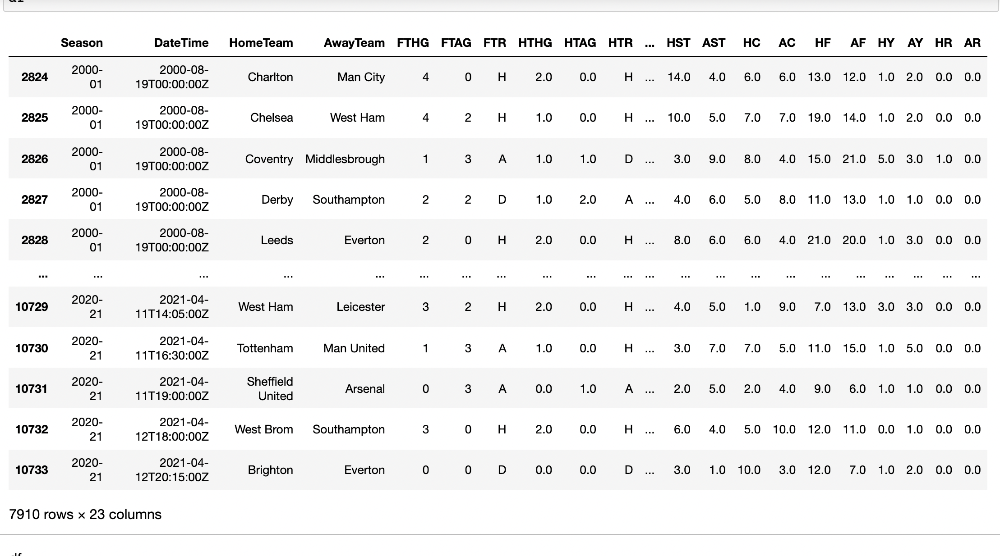 df
Season DateTime HomeTeam AwayTeam FTHG FTAG FTR HTHG HTAG HTR ... HST AST HC AC HF AF HY AY HR AR
2824 2000-01 2000-08-19T00:00:00Z Charlton Man City 4 0 H 2.0 0.0 H ... 14.0 4.0 6.0 6.0 13.0 12.0 1.0 2.0 0.0 0.0
2825 2000-01 2000-08-19T00:00:00Z Chelsea West Ham 4 2 H 1.0 0.0 H ... 10.0 5.0 7.0 7.0 19.0 14.0 1.0 2.0 0.0 0.0
2826 2000-01 2000-08-19T00:00:00Z Coventry Middlesbrough 1 3 A 1.0 1.0 D ... 3.0 9.0 8.0 4.0 15.0 21.0 5.0 3.0 1.0 0.0
2827 2000-01 2000-08-19T00:00:00Z Derby Southampton 2 2 D 1.0 2.0 A ... 4.0 6.0 5.0 8.0 11.0 13.0 1.0 1.0 0.0 0.0
2828 2000-01 2000-08-19T00:00:00Z Leeds Everton 2 0 H 2.0 0.0 H ... 8.0 6.0 6.0 4.0 21.0 20.0 1.0 3.0 0.0 0.0
... ... ... ... ... ... ... ... ... ... ... ... ... ... ... ... ... ... ... ... ... ...
10729 2020-21 2021-04-11T14:05:00Z West Ham Leicester 3 2 H 2.0 0.0 H ... 4.0 5.0 1.0 9.0 7.0 13.0 3.0 3.0 0.0 0.0
10730 2020-21 2021-04-11T16:30:00Z Tottenham Man United 1 3 A 1.0 0.0 H ... 3.0 7.0 7.0 5.0 11.0 15.0 1.0 5.0 0.0 0.0
10731 2020-21 2021-04-11T19:00:00Z Sheffield United Arsenal 0 3 A 0.0 1.0 A ... 2.0 5.0 2.0 4.0 9.0 6.0 1.0 1.0 0.0 0.0
10732 2020-21 2021-04-12T18:00:00Z West Brom Southampton 3 0 H 2.0 0.0 H ... 6.0 4.0 5.0 10.0 12.0 11.0 0.0 1.0 0.0 0.0
10733 2020-21 2021-04-12T20:15:00Z Brighton Everton 0 0 D 0.0 0.0 D ... 3.0 1.0 10.0 3.0 12.0 7.0 1.0 2.0 0.0 0.0
7910 rows × 23 columns
df